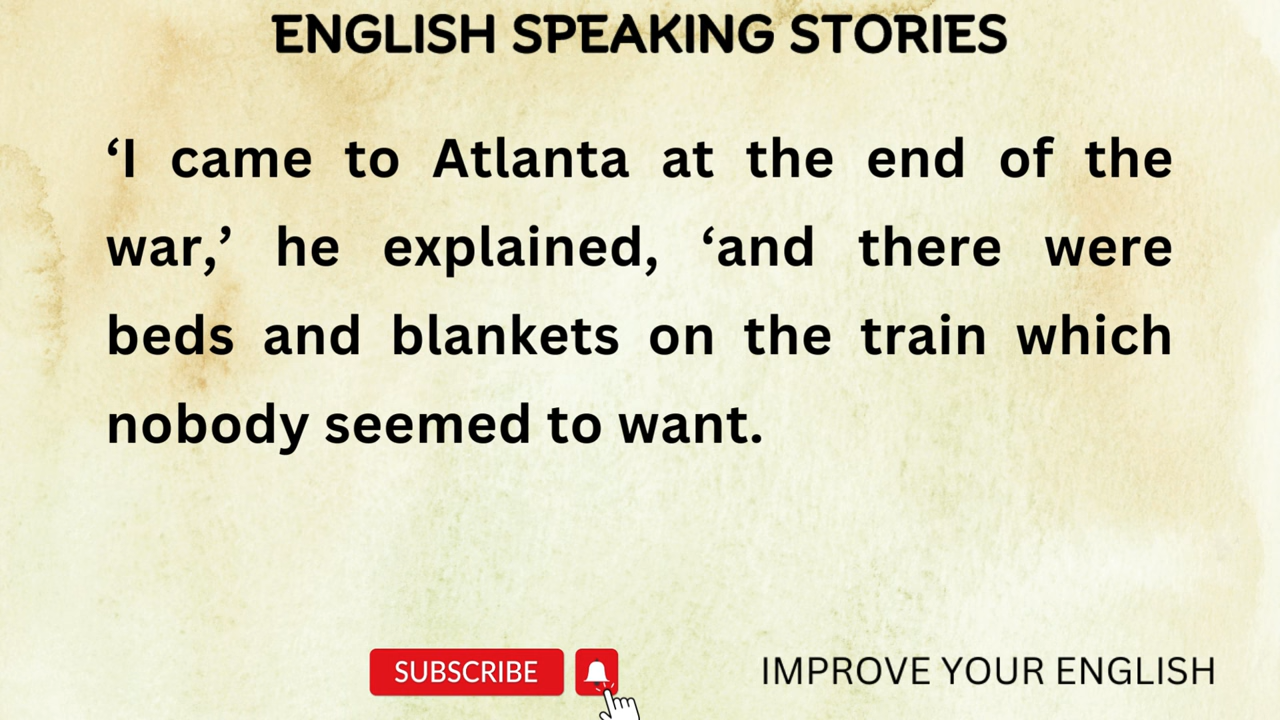 ENGLISH SPEAKING STORIES
‘I came to Atlanta at the end of the
war,’ he explained, ‘and there were
beds and blankets on the train which
nobody seemed to want.
SUBSCRIBE
IMPROVE YOUR ENGLISH